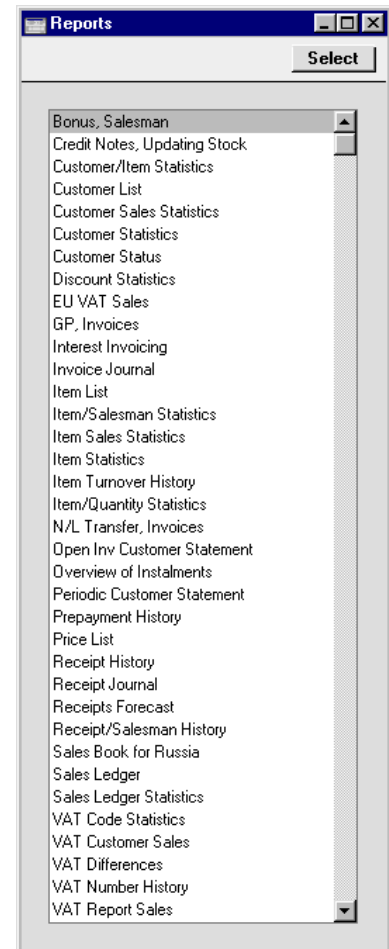 Reports
Select
Bonus, Salesman
Credit Notes, Updating Stock
Customer/Item Statistics
Customer List
Customer Sales Statistics
Customer Statistics
Customer Status
Discount Statistics
EU VAT Sales
GP, Invoices
Interest Invoicing
Invoice Journal
Item List
Item/Salesman Statistics
Item Sales Statistics
Item Statistics
Item Turnover History
Item/Quantity Statistics
N/L Transfer, Invoices
Open Inv Customer Statement
Overview of Instalments
Periodic Customer Statement
Prepayment History
Price List
Receipt History
Receipt Journal
Receipts Forecast
Receipt/Salesman History
Sales Book for Russia
Sales Ledger
Sales Ledger Statistics
VAT Code Statistics
VAT Customer Sales
VAT Differences
VAT Number History
VAT Report Sales